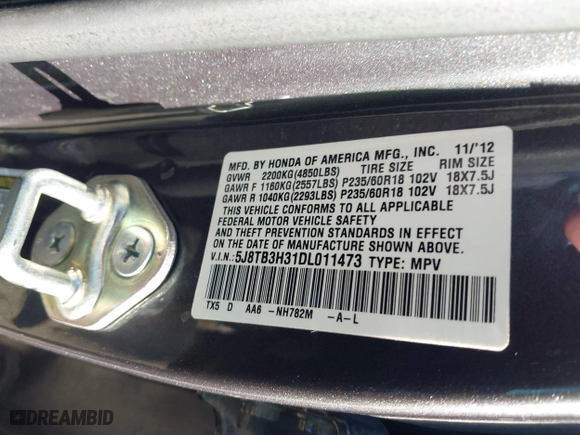 MFD. BY HONDA OF AMERICA MFG., INC. 11/'12
GVWR 2200KG(4850LBS) TIRE SIZE RIM SIZE
GAWR F 1160KG(2557LBS) P235/60R18 102V 18X7.5J
GAWR R 1040KG(2293LBS) P235/60R18 102V 18X7.5J
THIS VEHICLE CONFORMS TO ALL APPLICABLE
FEDERAL MOTOR VEHICLE SAFETY
AND THEFT PREVENTION STANDARDS IN EFFECT
ON THE DATE OF MANUFACTURE SHOWN ABOVE.
V.I.N.:5J8TB3H31DL011473 TYPE: MPV
TX5 D AA6 -NH782M -A-L
DREAMBID